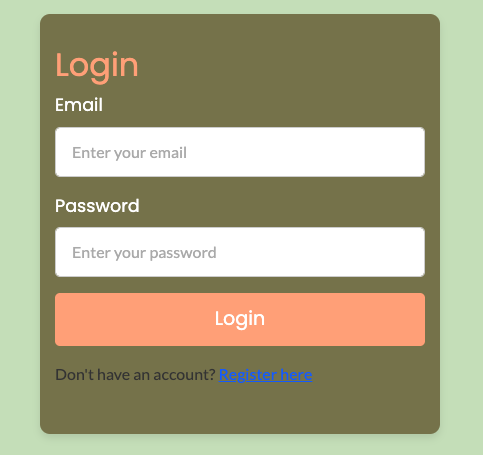 Login
Email
Enter your email
Password
Enter your password
Login
Don't have an account? Register here